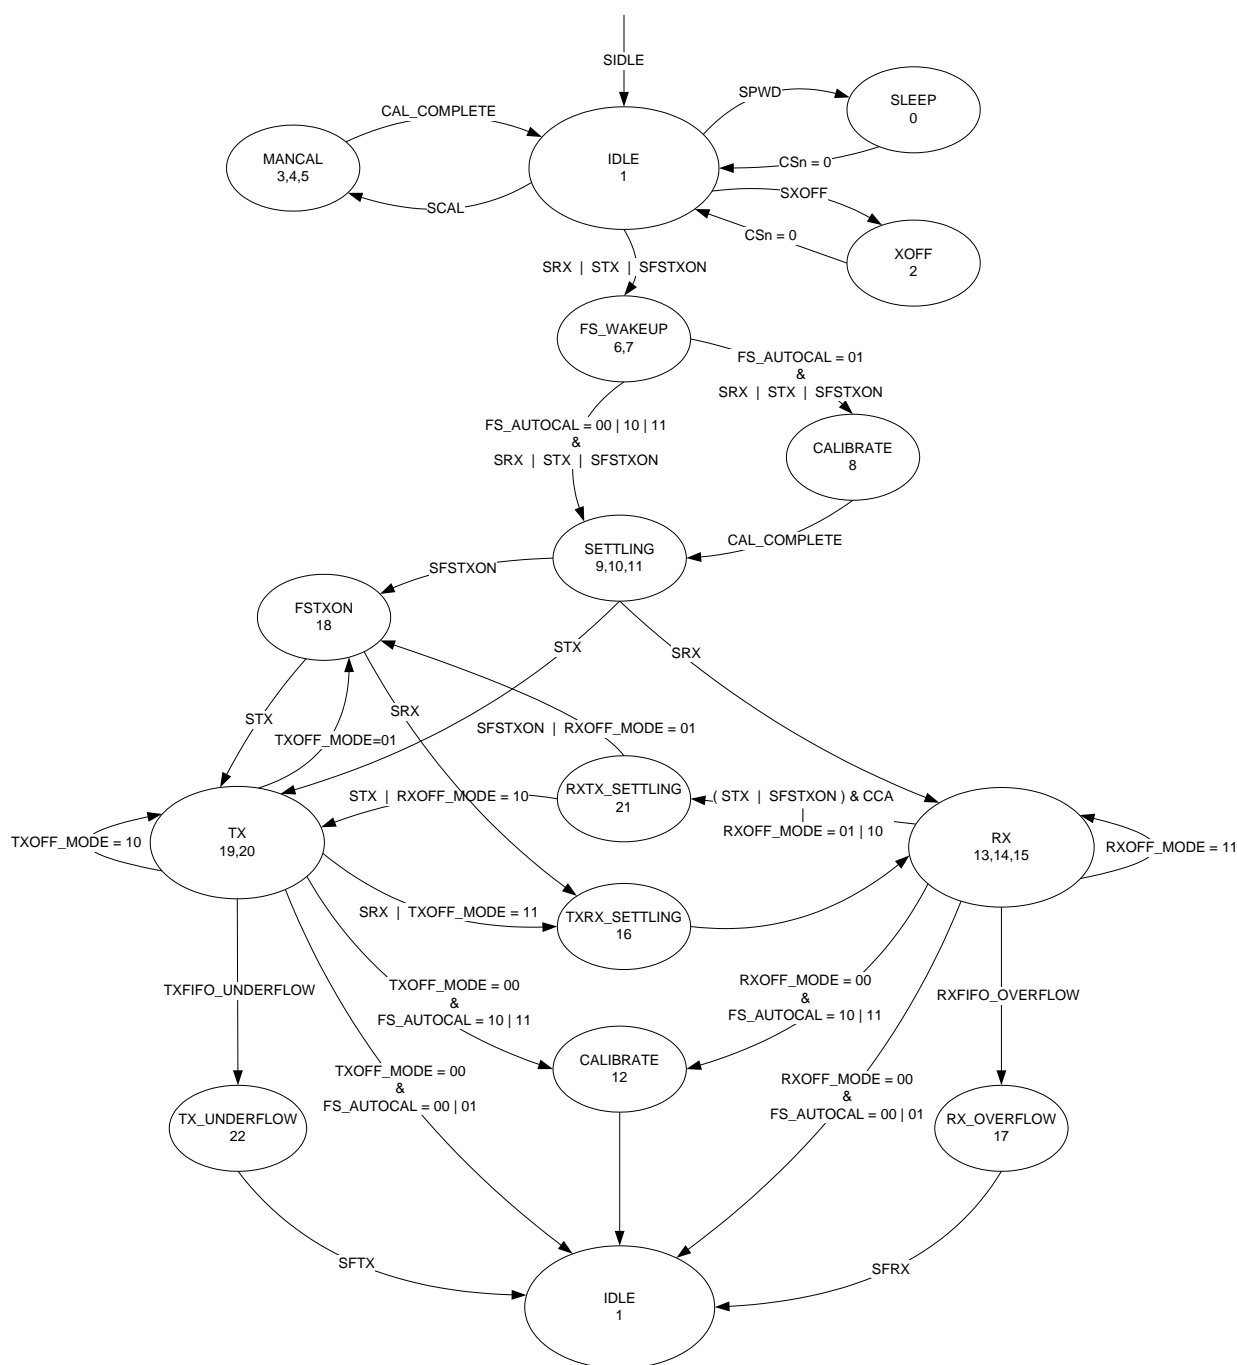 SIDLE
SPWD
SLEEP
0
CAL_COMPLETE
MANCAL
3,4,5
IDLE
1
CSn = 0
SCAL
SXOFF
CSn = 0
XOFF
2
SRX | STX | SFSTXON
FS_WAKEUP
6,7
FS_AUTOCAL = 01
&
SRX | STX | SFSTXON
FS_AUTOCAL = 00 | 10 | 11
&
SRX | STX | SFSTXON
CALIBRATE
8
SETTLING
9,10,11
CAL_COMPLETE
SFSTXON
FSTXON
18
STX
SRX
STX
SRX
SFSTXON | RXOFF_MODE = 01
TXOFF_MODE=01
RXTX_SETTLING
21
STX | RXOFF_MODE = 10
( STX | SFSTXON ) & CCA
|
RXOFF_MODE = 01 | 10
TXOFF_MODE = 10
TX
19,20
RX
13,14,15
RXOFF_MODE = 11
SRX | TXOFF_MODE = 11
TXRX_SETTLING
16
TXFIFO_UNDERFLOW
TXOFF_MODE = 00
&
FS_AUTOCAL = 10 | 11
RXOFF_MODE = 00
&
FS_AUTOCAL = 10 | 11
RXFIFO_OVERFLOW
CALIBRATE
12
TXOFF_MODE = 00
&
FS_AUTOCAL = 00 | 01
RXOFF_MODE = 00
&
FS_AUTOCAL = 00 | 01
TX_UNDERFLOW
22
RX_OVERFLOW
17
SFTX
SFRX
IDLE
1